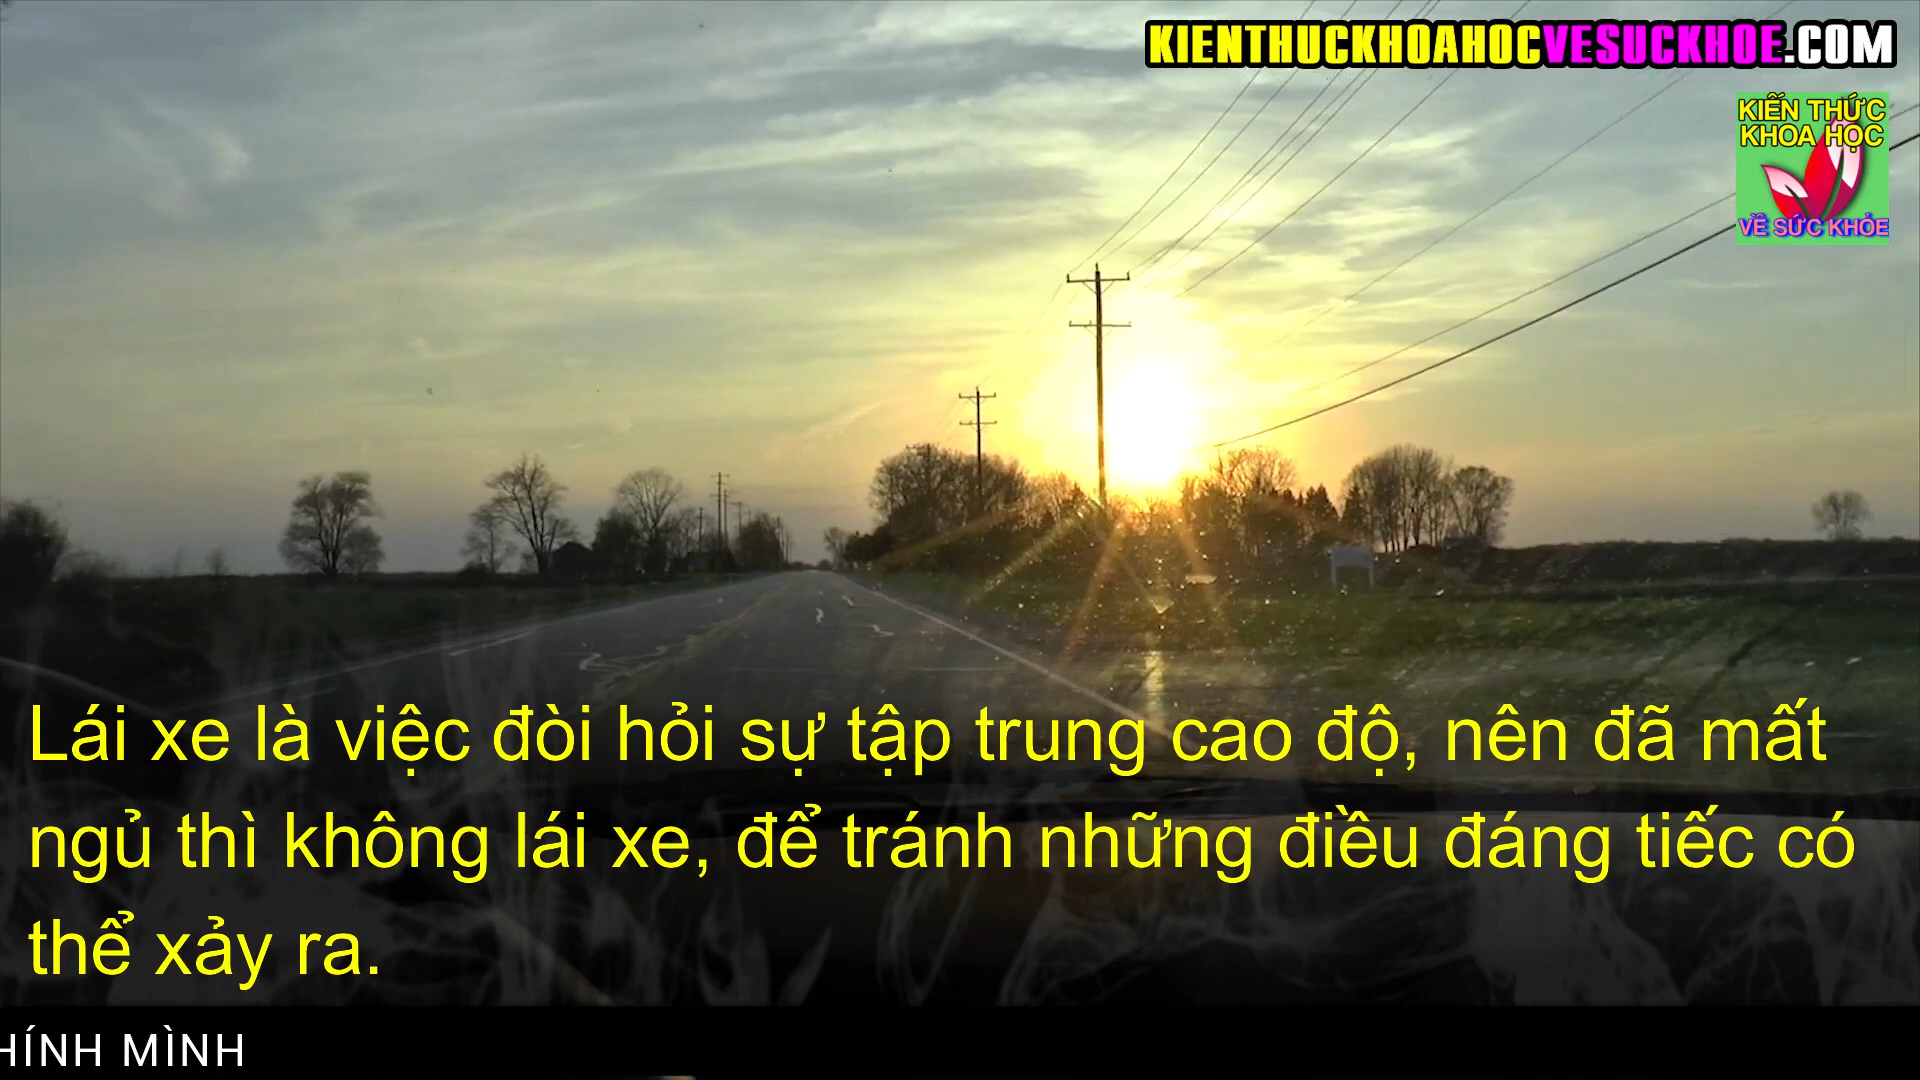 KIENTHUCKHOAHOCVESUCKHOE.COM
KIẾN THỨC
KHOA HỌC
VỀ SỨC KHỎE
Lái xe là việc đòi hỏi sự tập trung cao độ, nên đã mất
ngủ thì không lái xe, để tránh những điều đáng tiếc có
thể xảy ra.
HÍNH MÌNH